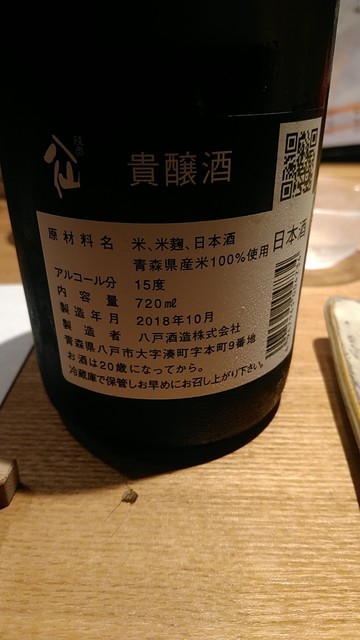 陸奥
八仙
貴醸酒
原材料名 米、米麹、日本酒
青森県産米100%使用
日本酒
アルコール分 15度
内容量 720ml
製造年月 2018年10月
製造者 八戸酒造株式会社
青森県八戸市大字湊町字本町9番地
お酒は20歳になってから。
冷蔵庫で保管しお早めにお召し上がり下さい。